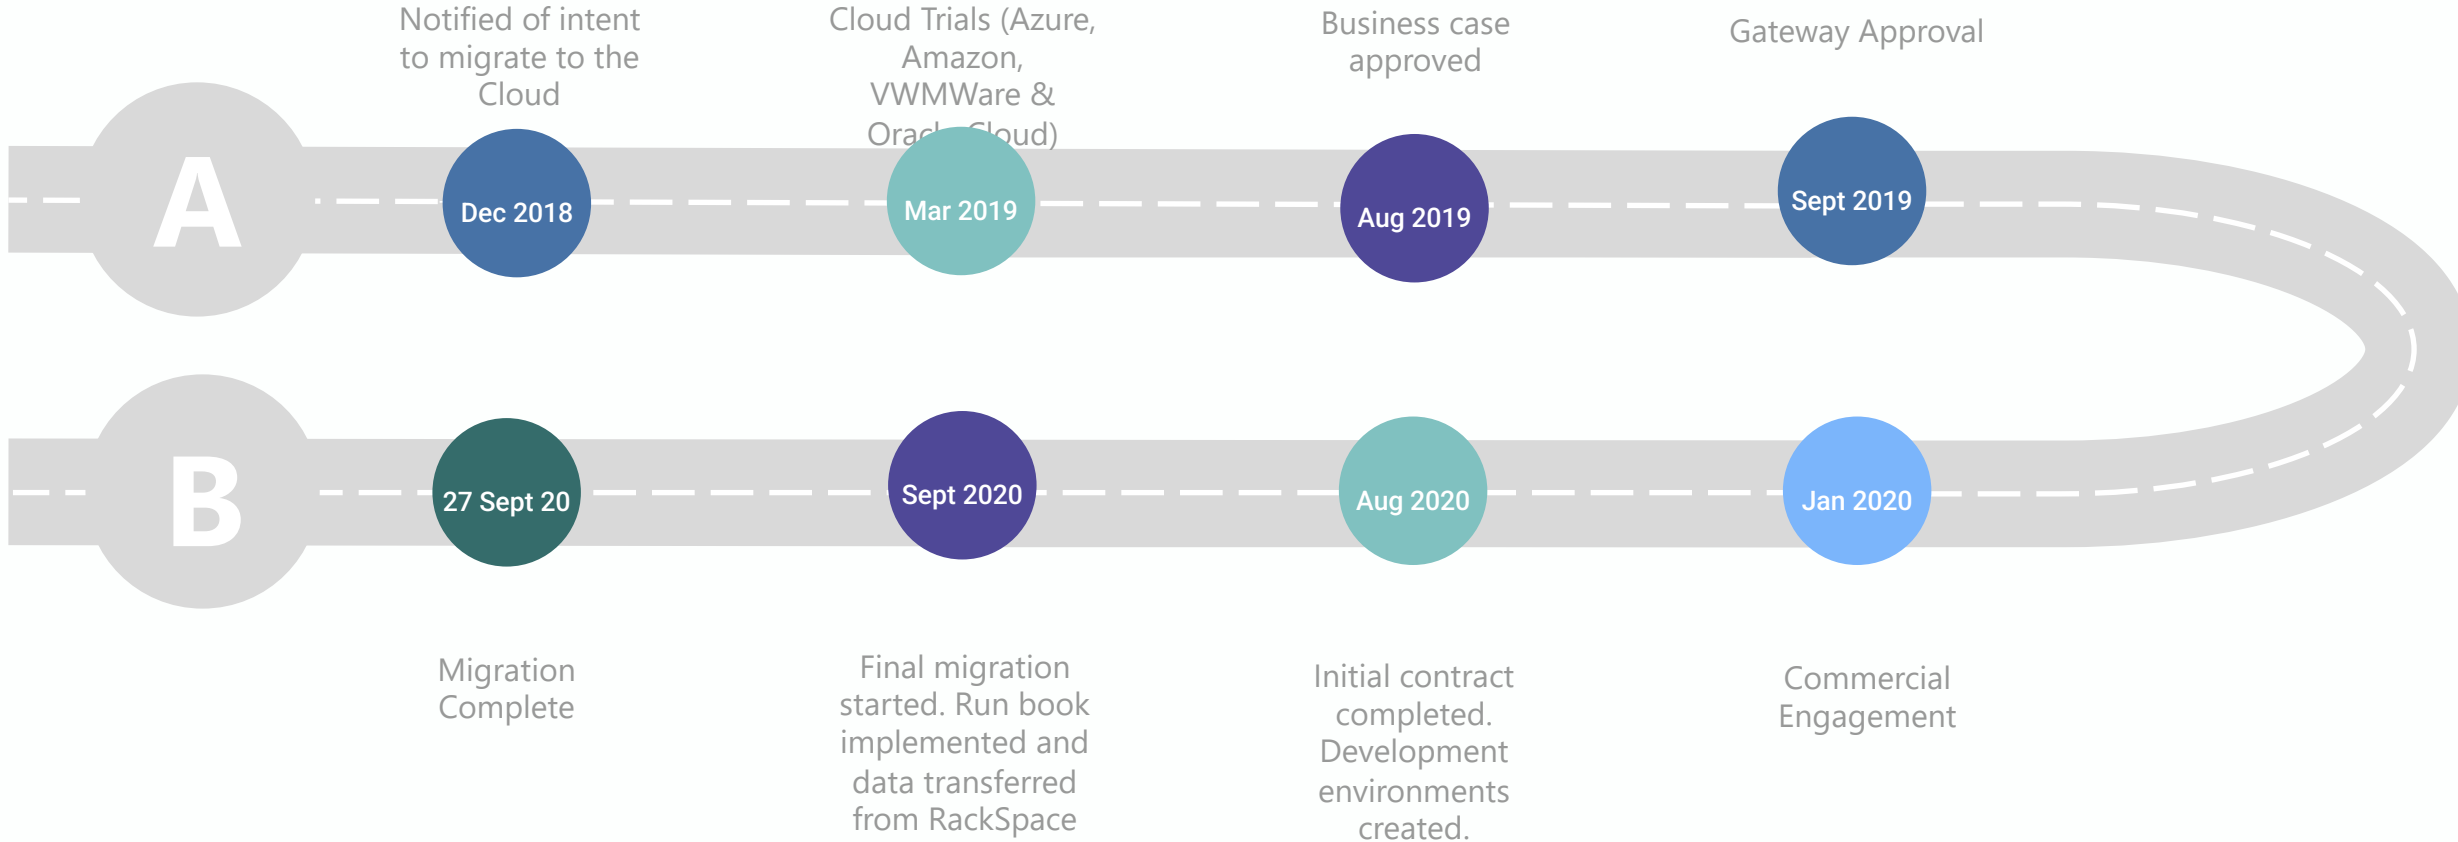 Notified of intent
to migrate to the
Cloud
Cloud Trials (Azure,
Amazon,
VWMWare &
Oracle Cloud)
Business case
approved
Gateway Approval
A
Dec 2018
Mar 2019
Aug 2019
Sept 2019
B
27 Sept 20
Sept 2020
Aug 2020
Jan 2020
Migration
Complete
Final migration
started. Run book
implemented and
data transferred
from RackSpace
Initial contract
completed.
Development
environments
created.
Commercial
Engagement